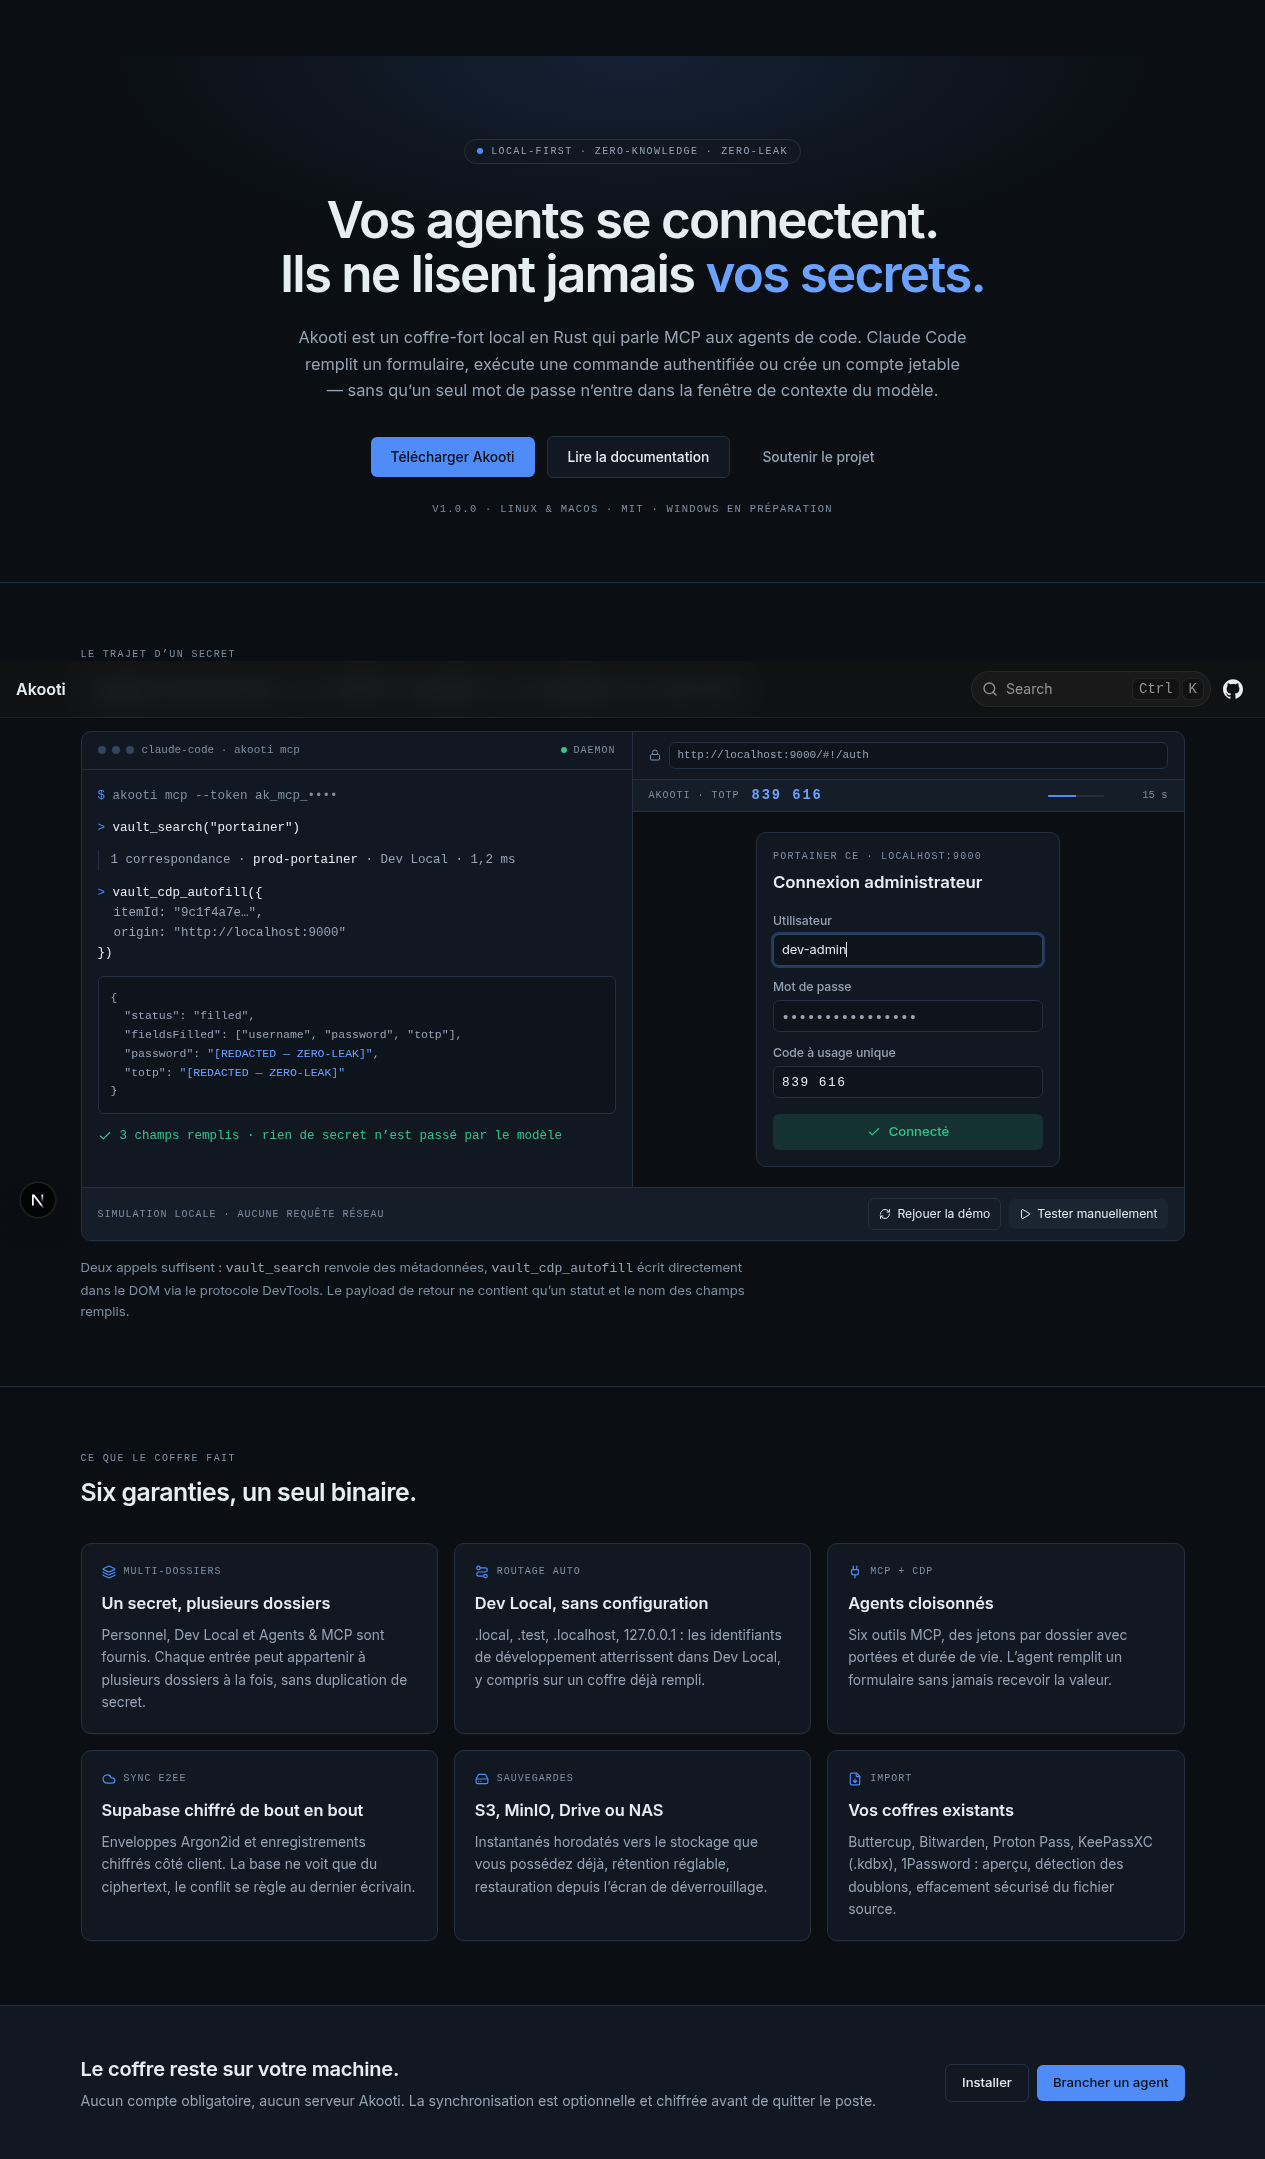 LOCAL-FIRST · ZERO-KNOWLEDGE · ZERO-LEAK
Vos agents se connectent.
Ils ne lisent jamais vos secrets.
Akooti est un coffre-fort local en Rust qui parle MCP aux agents de code. Claude Code
remplit un formulaire, exécute une commande authentifiée ou crée un compte jetable
— sans qu’un seul mot de passe n’entre dans la fenêtre de contexte du modèle.
Télécharger Akooti
Lire la documentation
Soutenir le projet
V1.0.0 · LINUX & MACOS · MIT · WINDOWS EN PRÉPARATION
LE TRAJET D’UN SECRET
Akooti
Search
Ctrl K
claude-code · akooti mcp
DAEMON
$ akooti mcp --token ak_mcp_••••
> vault_search("portainer")
1 correspondance · prod-portainer · Dev Local · 1,2 ms
> vault_cdp_autofill({
itemId: "9c1f4a7e…",
origin: "http://localhost:9000"
})
{
"status": "filled",
"fieldsFilled": ["username", "password", "totp"],
"password": "[REDACTED — ZERO-LEAK]",
"totp": "[REDACTED — ZERO-LEAK]"
}
3 champs remplis · rien de secret n’est passé par le modèle
http://localhost:9000/#!/auth
AKOOTI · TOTP 839 616
15 s
PORTAINER CE · LOCALHOST:9000
Connexion administrateur
Utilisateur
dev-admin
Mot de passe
••••••••••••••••
Code à usage unique
839 616
Connecté
SIMULATION LOCALE · AUCUNE REQUÊTE RÉSEAU
Rejouer la démo
Tester manuellement
Deux appels suffisent : vault_search renvoie des métadonnées, vault_cdp_autofill écrit directement
dans le DOM via le protocole DevTools. Le payload de retour ne contient qu’un statut et le nom des champs
remplis.
CE QUE LE COFFRE FAIT
Six garanties, un seul binaire.
MULTI-DOSSIERS
Un secret, plusieurs dossiers
Personnel, Dev Local et Agents & MCP sont
fournis. Chaque entrée peut appartenir à
plusieurs dossiers à la fois, sans duplication de
secret.
ROUTAGE AUTO
Dev Local, sans configuration
.local, .test, .localhost, 127.0.0.1 : les identifiants
de développement atterrissent dans Dev Local,
y compris sur un coffre déjà rempli.
MCP + CDP
Agents cloisonnés
Six outils MCP, des jetons par dossier avec
portées et durée de vie. L’agent remplit un
formulaire sans jamais recevoir la valeur.
SYNC E2EE
Supabase chiffré de bout en bout
Enveloppes Argon2id et enregistrements
chiffrés côté client. La base ne voit que du
ciphertext, le conflit se règle au dernier écrivain.
SAUVEGARDES
S3, MinIO, Drive ou NAS
Instantanés horodatés vers le stockage que
vous possédez déjà, rétention réglable,
restauration depuis l’écran de déverrouillage.
IMPORT
Vos coffres existants
Buttercup, Bitwarden, Proton Pass, KeePassXC
(.kdbx), 1Password : aperçu, détection des
doublons, effacement sécurisé du fichier
source.
Le coffre reste sur votre machine.
Aucun compte obligatoire, aucun serveur Akooti. La synchronisation est optionnelle et chiffrée avant de quitter le poste.
Installer
Brancher un agent